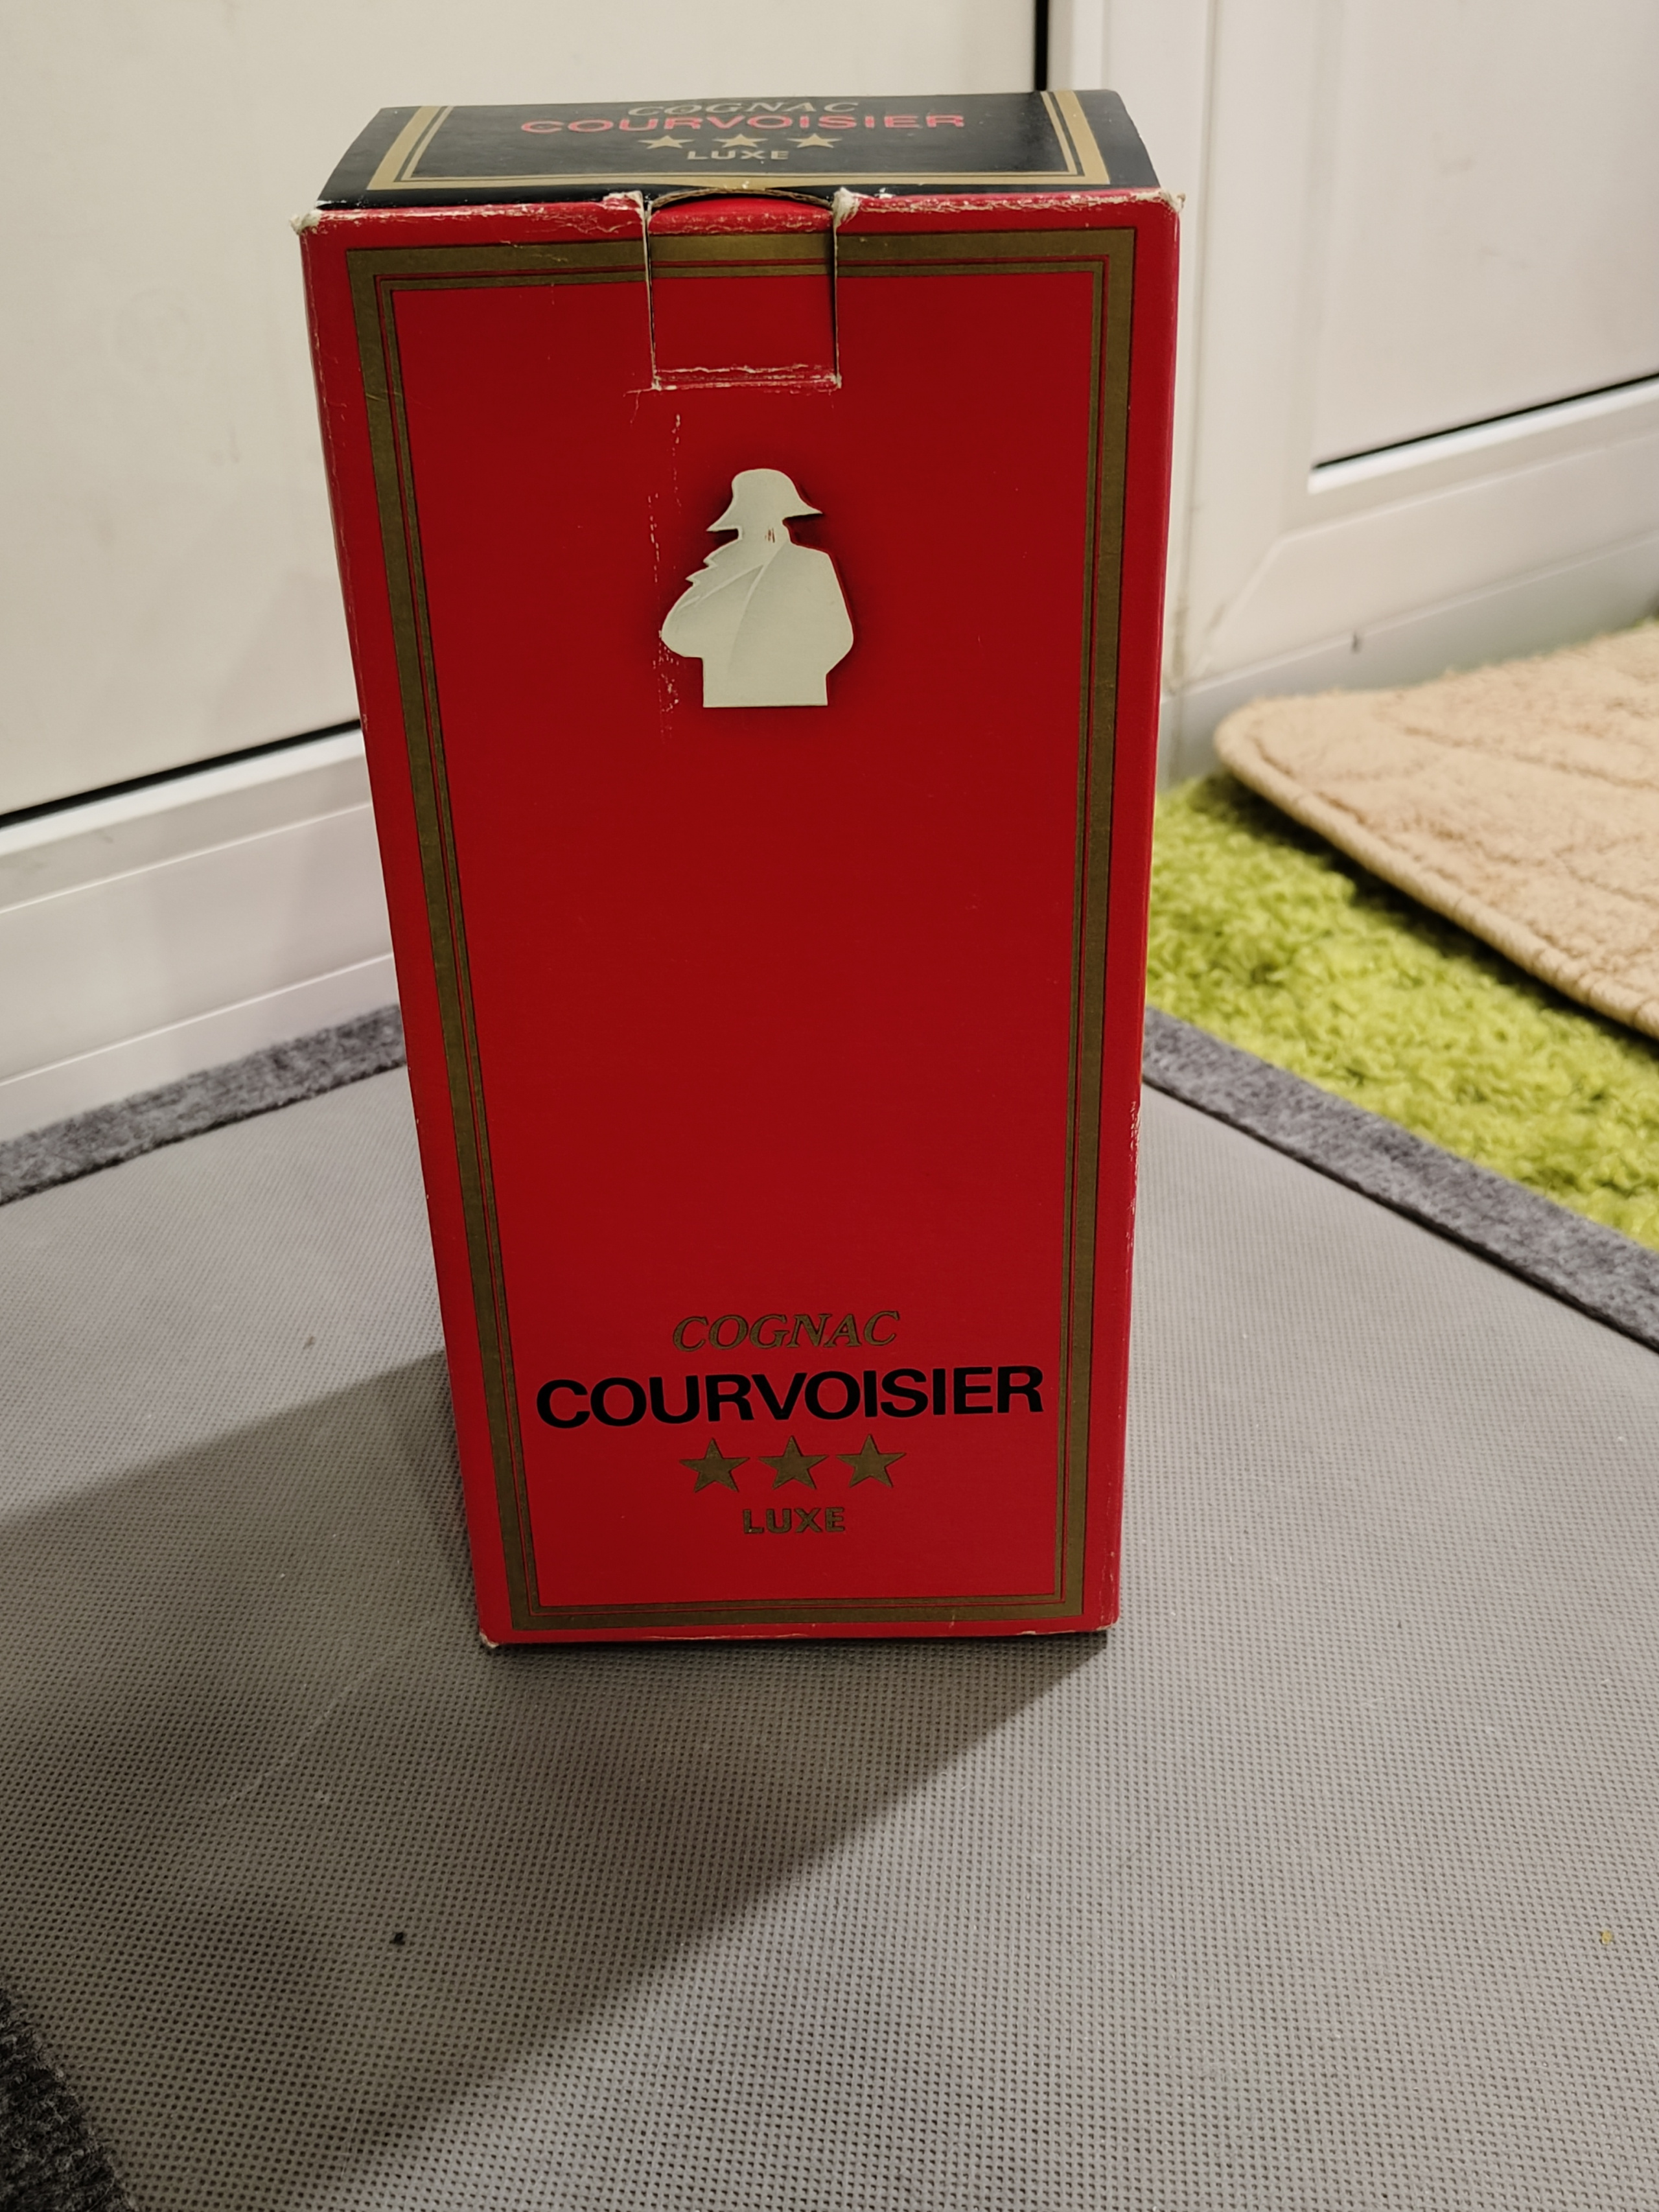 COGNAC
COURVOISIER
★ ★ ★
LUXE
COGNAC
COURVOISIER
★★★
LUXE